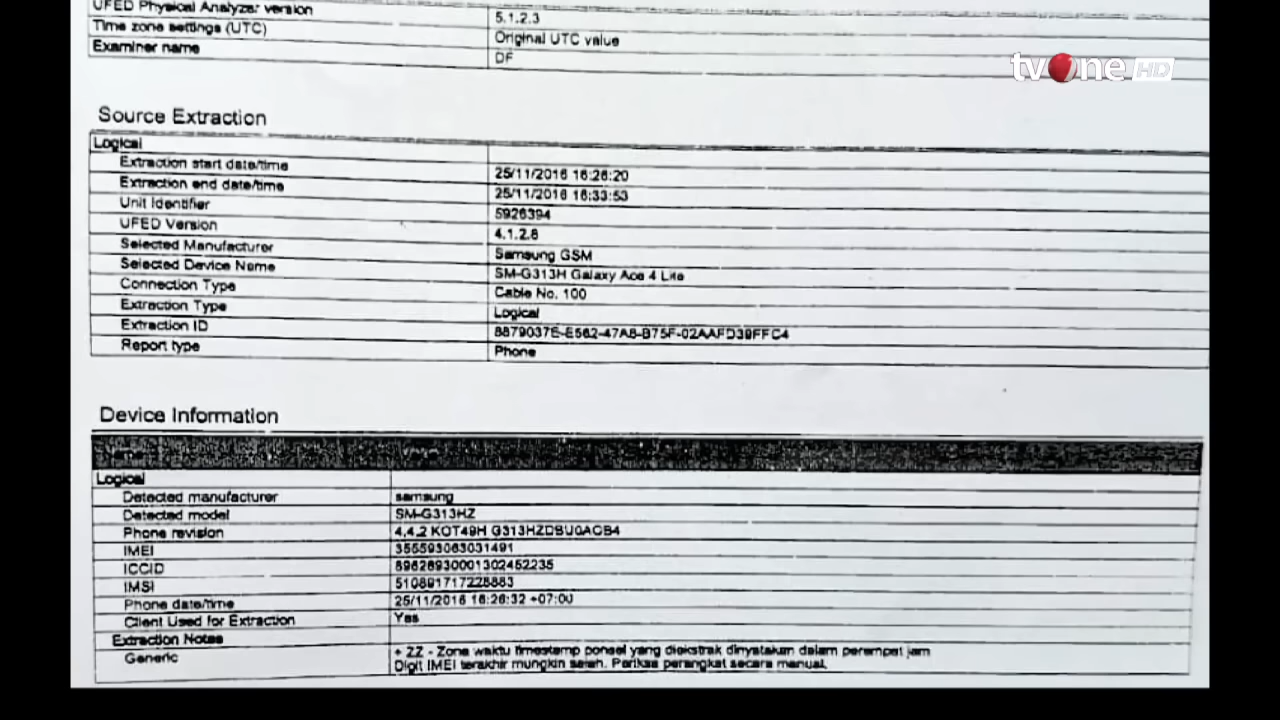 UFED Physical Analyzer version 5.1.2.3
Time zone settings (UTC) Original UTC value
Examiner name DF
tvOne HD
Source Extraction
Logical
Extraction start date/time 25/11/2016 16:26:20
Extraction end date/time 25/11/2016 16:33:53
Unit Identifier 5926394
UFED Version 4.1.2.6
Selected Manufacturer Samsung GSM
Selected Device Name SM-G313H Galaxy Ace 4 Lite
Connection Type Cable No. 100
Extraction Type Logical
Extraction ID
Report type Phone
Device Information
Logical
Detected manufacturer samsung
Detected model SM-G313HZ
Phone revision 4.4.2 KOT49H
IMEI 355593063031491
ICCID 89628930001302452235
IMSI
Phone date/time 25/11/2016 16:26:32 +07:00
Client Used for Extraction Yes
Extraction Notes
Generic + ZZ - Zona waktu timestamp ponsel yang diekstrak dinyatakan dalam perempat jam
Digit IMEI terakhir mungkin salah. Periksa perangkat secara manual.